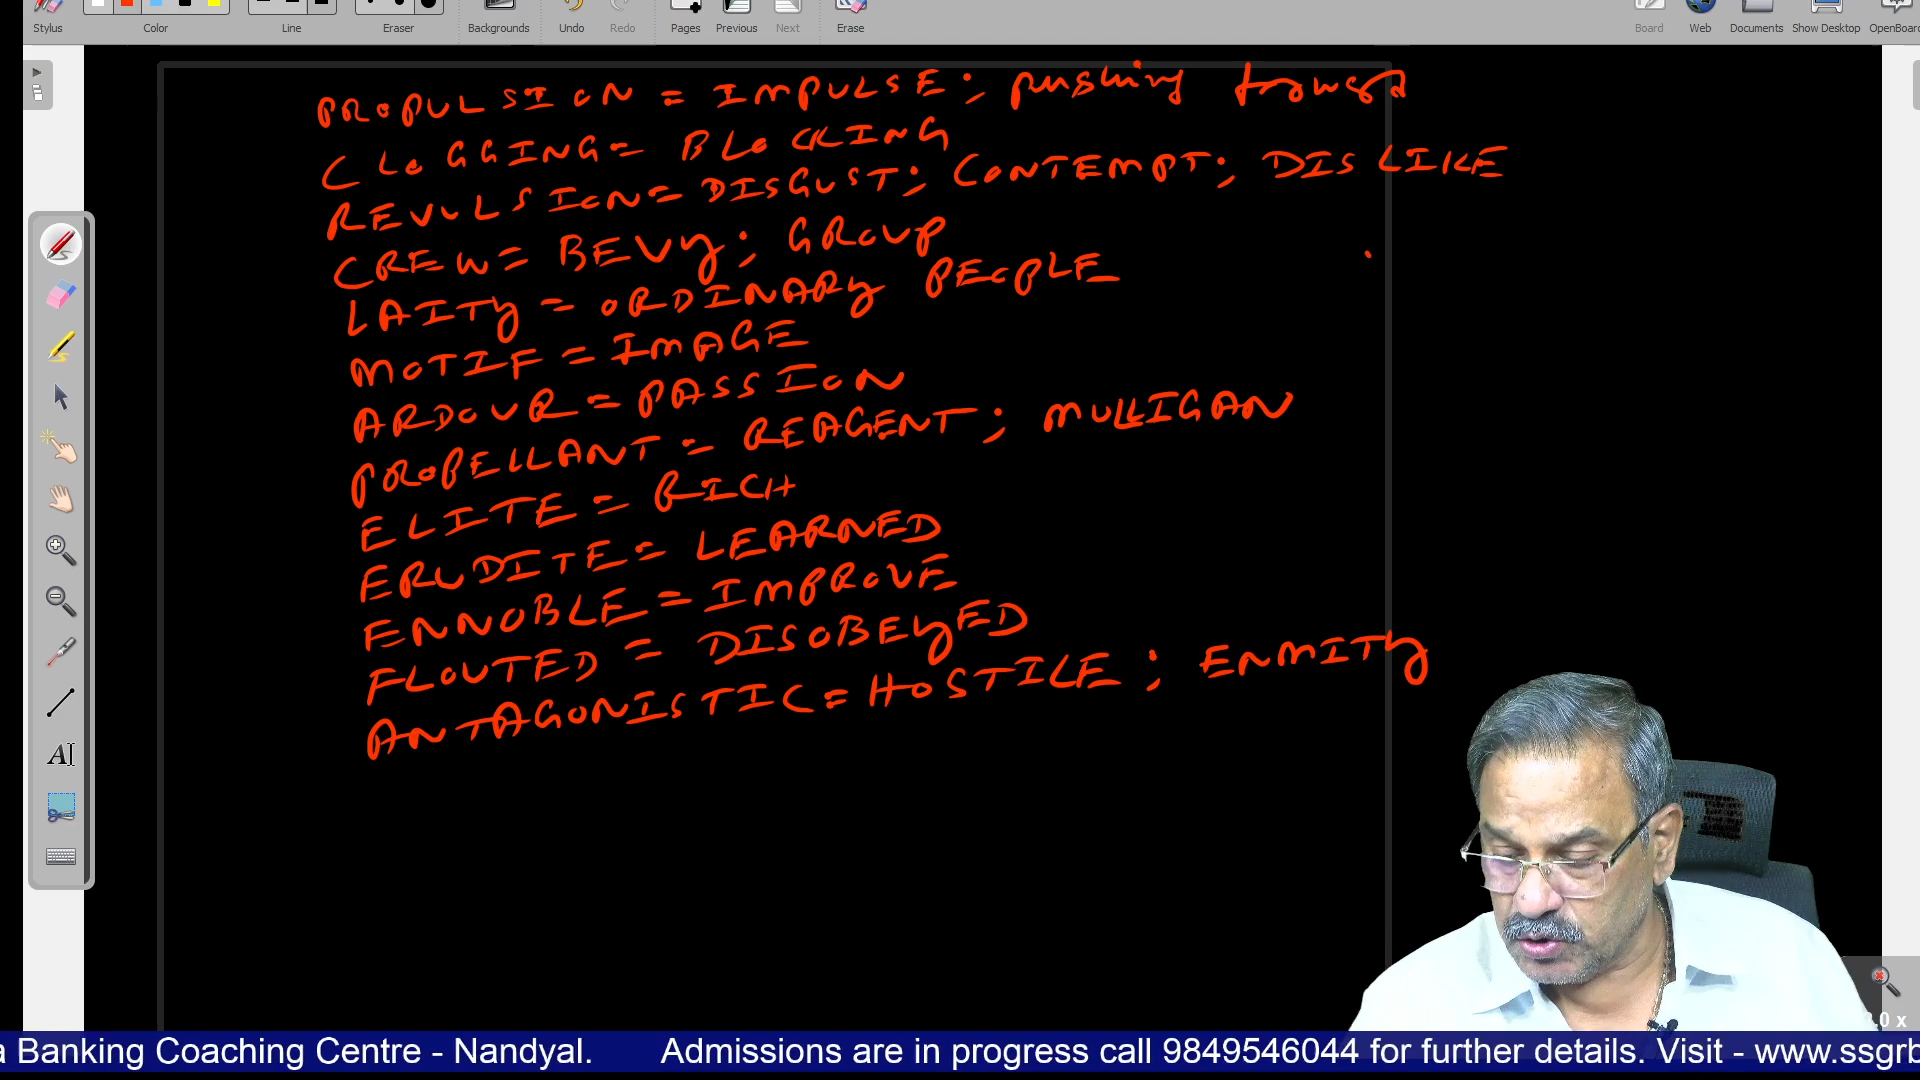 Stylus Color Line Eraser Backgrounds Undo Redo Pages Previous Next Erase Board Web Documents Show Desktop OpenBoard
PROPULSION = IMPULSE; pushing
CLOGGING = BLOCKING
REVULSION = DISGUST; CONTEMPT; DISLIKE
CREW = BEVY; GROUP
LAITY = ORDINARY PEOPLE
MOTIF = IMAGE
ARDOUR = PASSION
PROPELLANT = REAGENT; MULLIGAN
ELITE = RICH
ERUDITE = LEARNED
ENNOBLE = IMPROVE
FLOUTED = DISOBEYED
ANTAGONISTIC = HOSTILE; ENMITY
a Banking Coaching Centre - Nandyal. Admissions are in progress call 9849546044 for further details. Visit - www.ssgrb